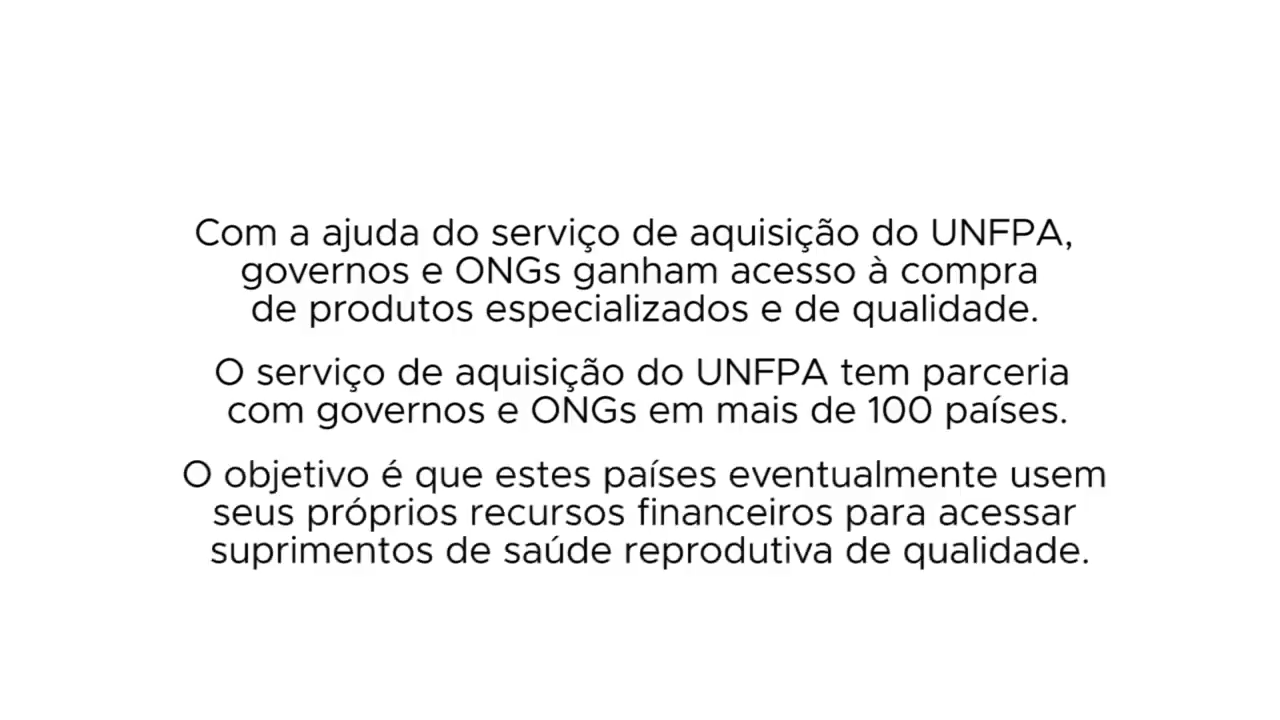 Com a ajuda do serviço de aquisição do UNFPA,
governos e ONGs ganham acesso à compra
de produtos especializados e de qualidade.
O serviço de aquisição do UNFPA tem parceria
com governos e ONGs em mais de 100 países.
O objetivo é que estes países eventualmente usem
seus próprios recursos financeiros para acessar
suprimentos de saúde reprodutiva de qualidade.